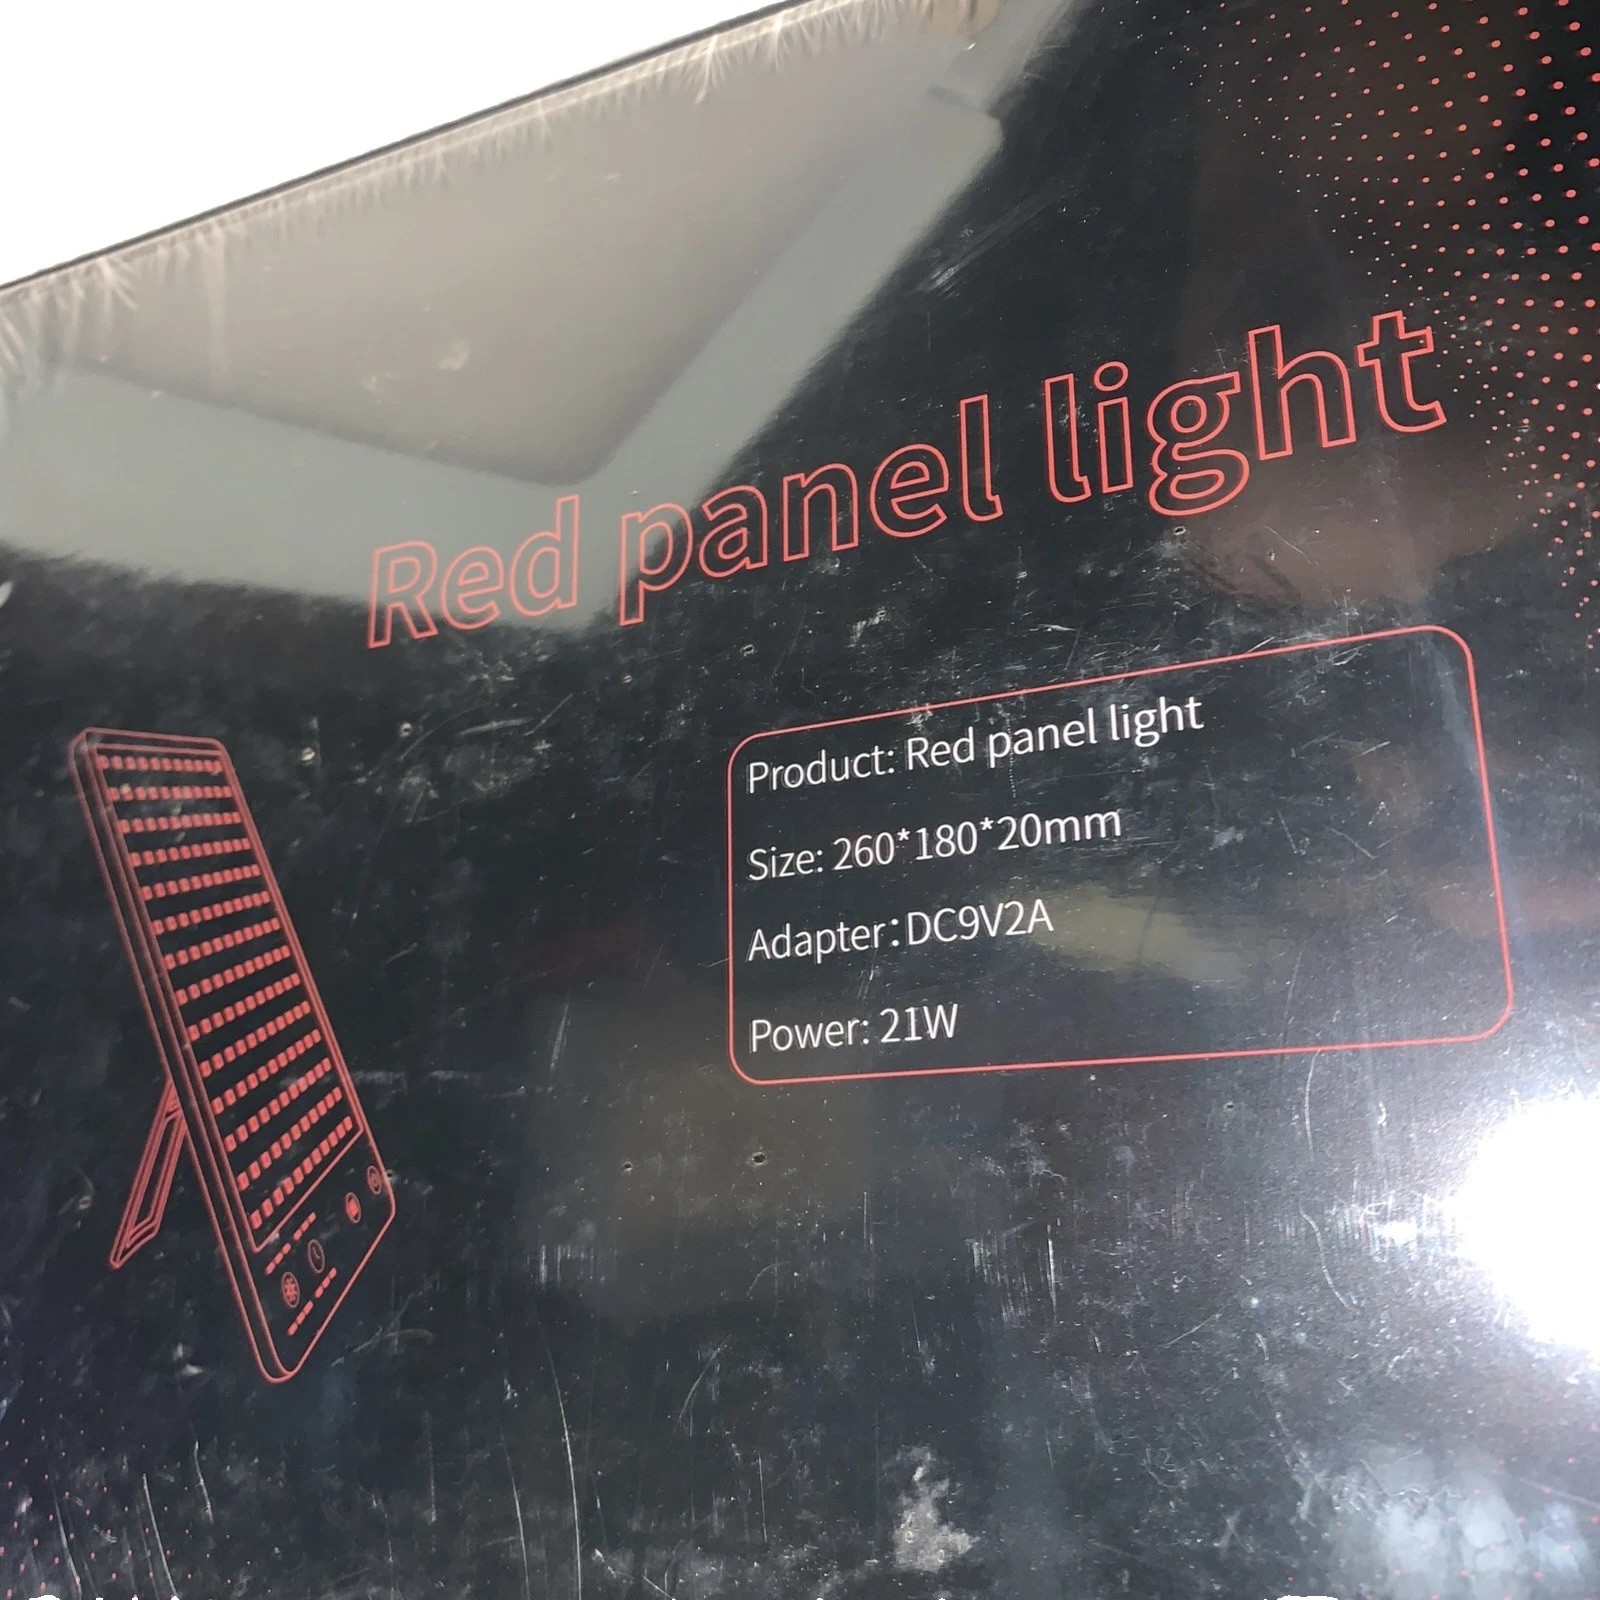 Red panel light
Product: Red panel light
Size: 260*180*20mm
Adapter:DC9V2A
Power: 21W